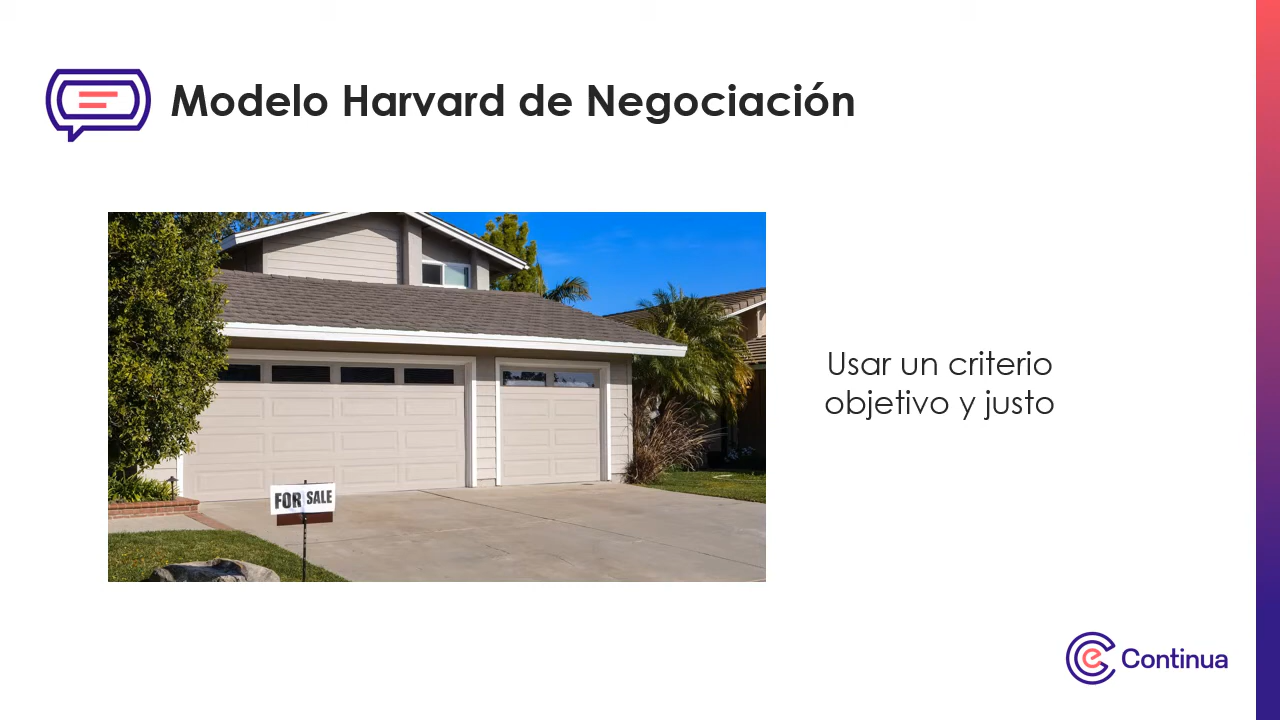 Modelo Harvard de Negociación
FOR SALE
Usar un criterio
objetivo y justo
Continua